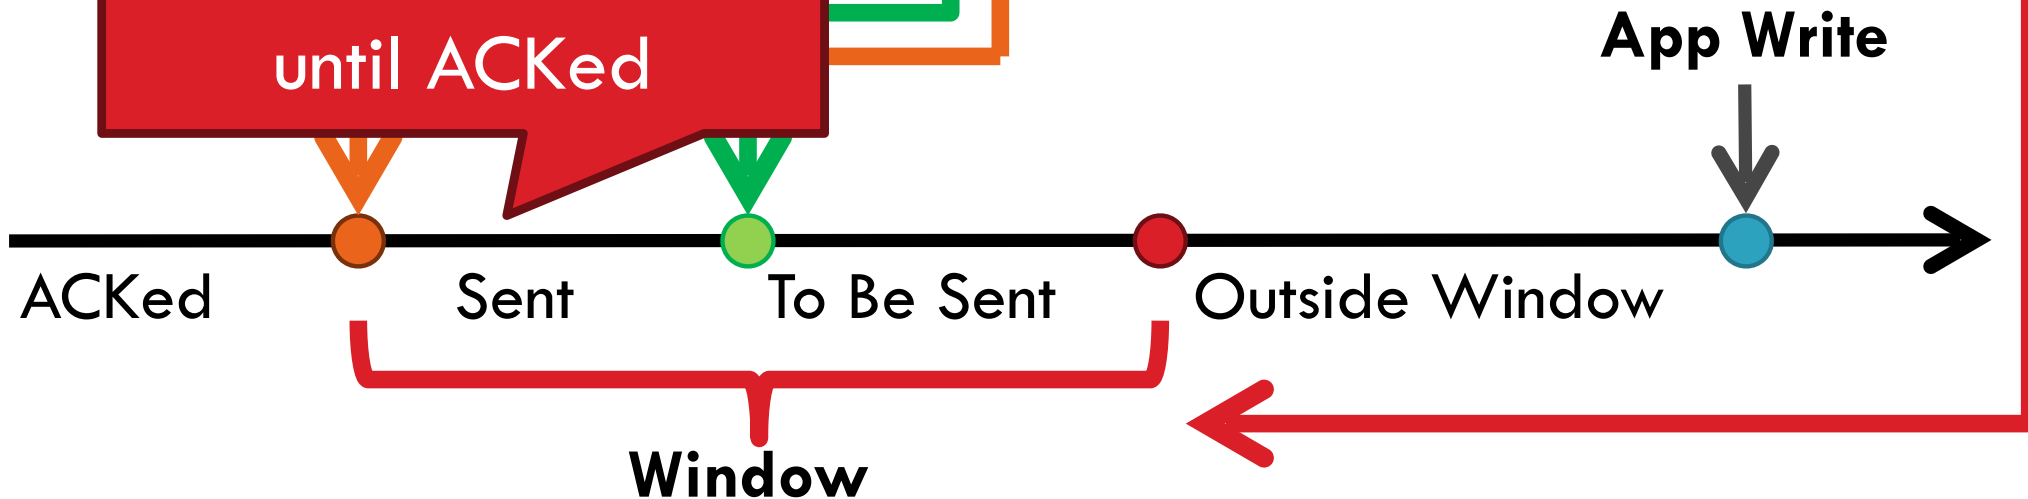 until ACKed
App Write
ACKed Sent To Be Sent Outside Window
Window